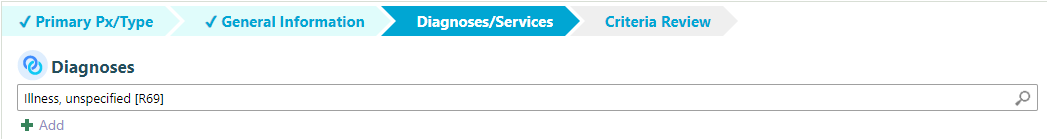 ✔ Primary Px/Type ✔ General Information Diagnoses/Services Criteria Review
Diagnoses
Illness, unspecified [R69]
+ Add